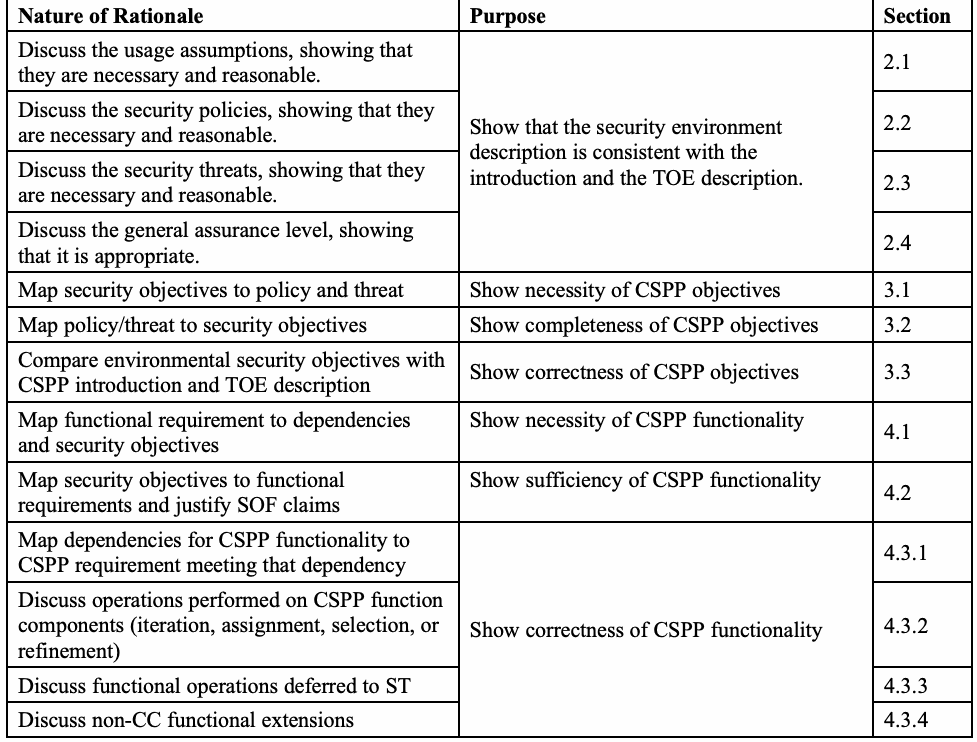 Nature of Rationale Purpose Section
Discuss the usage assumptions, showing that
they are necessary and reasonable.
2.1
Discuss the security policies, showing that they
are necessary and reasonable.
2.2
Show that the security environment
description is consistent with the
introduction and the TOE description.
Discuss the security threats, showing that they
are necessary and reasonable.
2.3
Discuss the general assurance level, showing
that it is appropriate.
2.4
Map security objectives to policy and threat Show necessity of CSPP objectives 3.1
Map policy/threat to security objectives Show completeness of CSPP objectives 3.2
Compare environmental security objectives with
CSPP introduction and TOE description
Show correctness of CSPP objectives 3.3
Map functional requirement to dependencies
and security objectives
Show necessity of CSPP functionality 4.1
Map security objectives to functional
requirements and justify SOF claims
Show sufficiency of CSPP functionality 4.2
Map dependencies for CSPP functionality to
CSPP requirement meeting that dependency
4.3.1
Discuss operations performed on CSPP function
components (iteration, assignment, selection, or
refinement)
Show correctness of CSPP functionality 4.3.2
Discuss functional operations deferred to ST 4.3.3
Discuss non-CC functional extensions 4.3.4